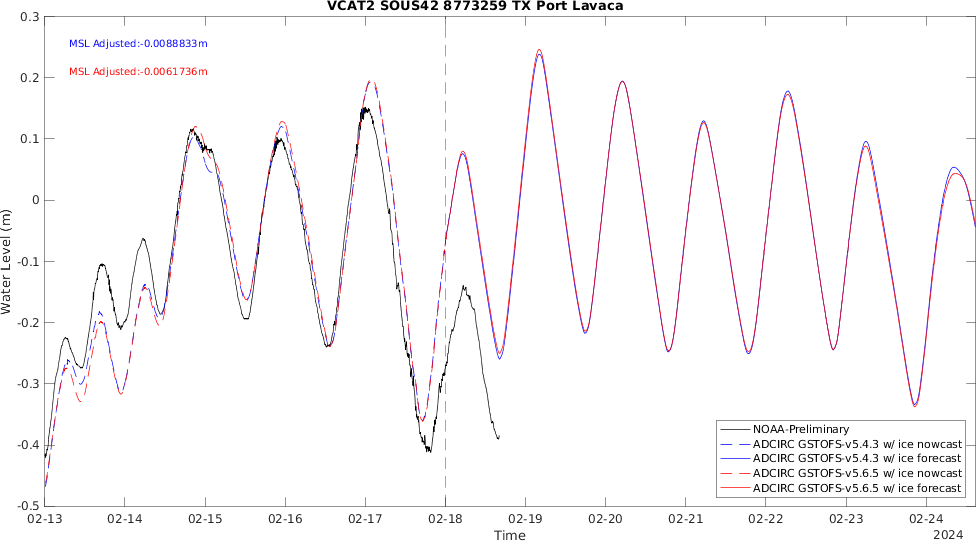 VCAT2 SOUS42 8773259 TX Port Lavaca
0.3
0.2
0.1
0
-0.1
-0.2
-0.3
-0.4
-0.5
Water Level (m)
MSL Adjusted:-0.0088833m
MSL Adjusted:-0.0061736m
NOAA-Preliminary
ADCIRC GSTOFS-v5.4.3 w/ ice nowcast
ADCIRC GSTOFS-v5.4.3 w/ ice forecast
ADCIRC GSTOFS-v5.6.5 w/ ice nowcast
ADCIRC GSTOFS-v5.6.5 w/ ice forecast
02-13 02-14 02-15 02-16 02-17 02-18 02-19 02-20 02-21 02-22 02-23 02-24
Time
2024